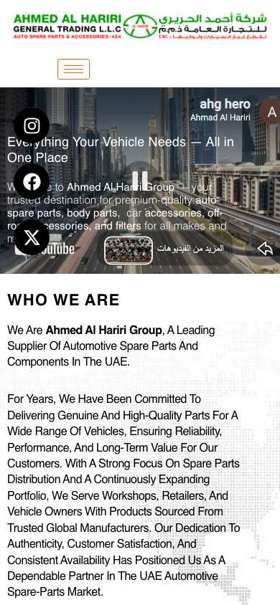 AHMED AL HARIRI
GENERAL TRADING L.L.C
AUTO SPARE PARTS & ACCESSORIES
شركة أحمد الحريري
للتجارة العامة ذ.م.م
ahg hero
A
Ahmad Al Hariri
Everything Your Vehicle Needs — All in
One Place
to Ahmed Al Hariri Group — your
trusted destination for premium-quality auto
spare parts, body parts, car accessories, off-
accessories, and filters for all makes and
YouTube
المزيد من الفيديوهات
WHO WE ARE
We Are Ahmed Al Hariri Group, A Leading
Supplier Of Automotive Spare Parts And
Components In The UAE.
For Years, We Have Been Committed To
Delivering Genuine And High-Quality Parts For A
Wide Range Of Vehicles, Ensuring Reliability,
Performance, And Long-Term Value For Our
Customers. With A Strong Focus On Spare Parts
Distribution And A Continuously Expanding
Portfolio, We Serve Workshops, Retailers, And
Vehicle Owners With Products Sourced From
Trusted Global Manufacturers. Our Dedication To
Authenticity, Customer Satisfaction, And
Consistent Availability Has Positioned Us As A
Dependable Partner In The UAE Automotive
Spare-Parts Market.